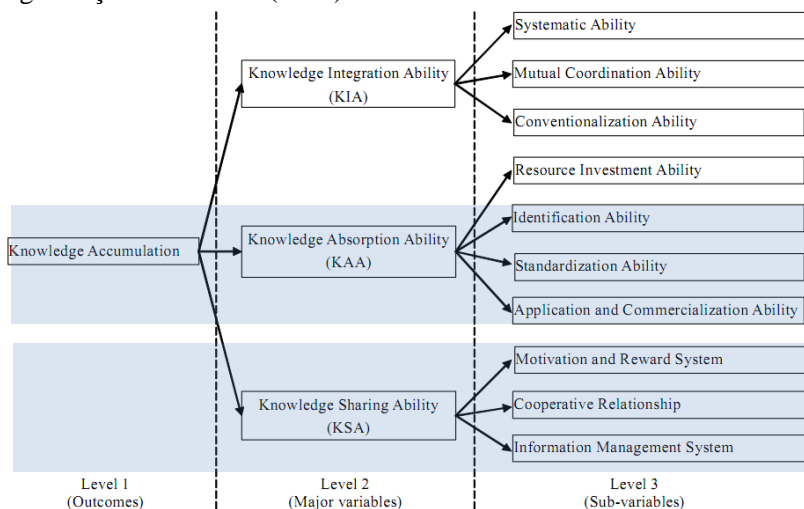 Systematic Ability
Knowledge Integration Ability
(KIA)
Mutual Coordination Ability
Conventionalization Ability
Resource Investment Ability
Identification Ability
Knowledge Accumulation
Knowledge Absorption Ability
(KAA)
Standardization Ability
Application and Commercialization Ability
Motivation and Reward System
Knowledge Sharing Ability
(KSA)
Cooperative Relationship
Information Management System
Level 1
(Outcomes)
Level 2
(Major variables)
Level 3
(Sub-variables)